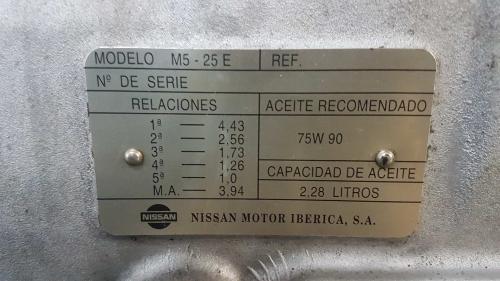 MODELO M5 - 25 E
REF.
Nº DE SERIE
RELACIONES
1ª — 4,43
2ª — 2,56
3ª — 1,73
4ª — 1,26
5ª — 1,0
M.A. — 3,94
ACEITE RECOMENDADO
75W 90
CAPACIDAD DE ACEITE
2,28 LITROS
NISSAN
NISSAN MOTOR IBERICA, S.A.